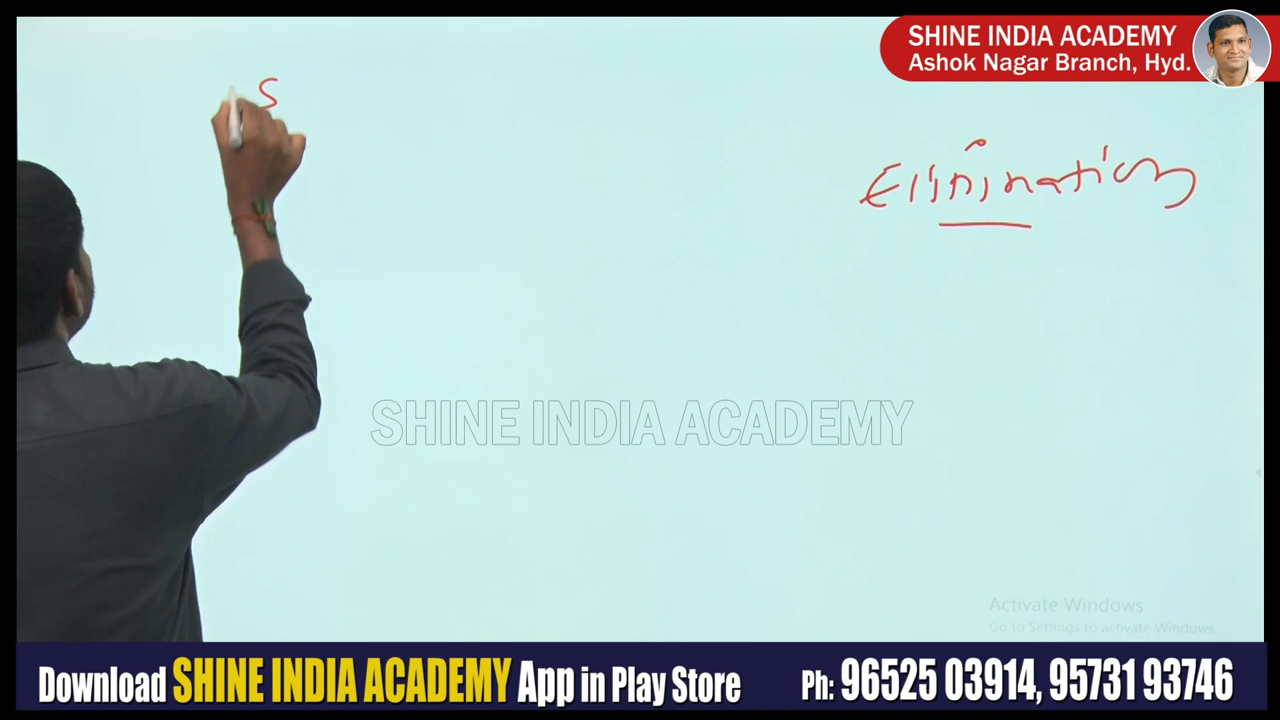 SHINE INDIA ACADEMY
Ashok Nagar Branch, Hyd.
S
Elimination
SHINE INDIA ACADEMY
Activate Windows
Go to Settings to activate Windows.
Download SHINE INDIA ACADEMY App in Play Store
Ph: 96525 03914, 95731 93746